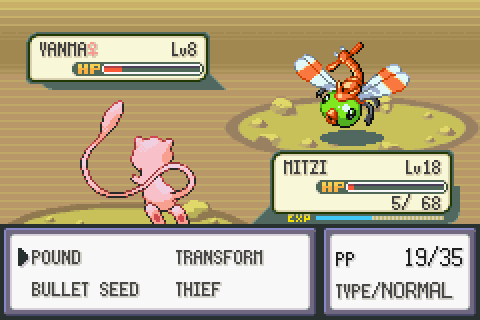 YANMA♀ Lv8
HP
MITZI Lv18
HP
5/ 68
EXP
POUND TRANSFORM
BULLET SEED THIEF
PP 19/35
TYPE/NORMAL